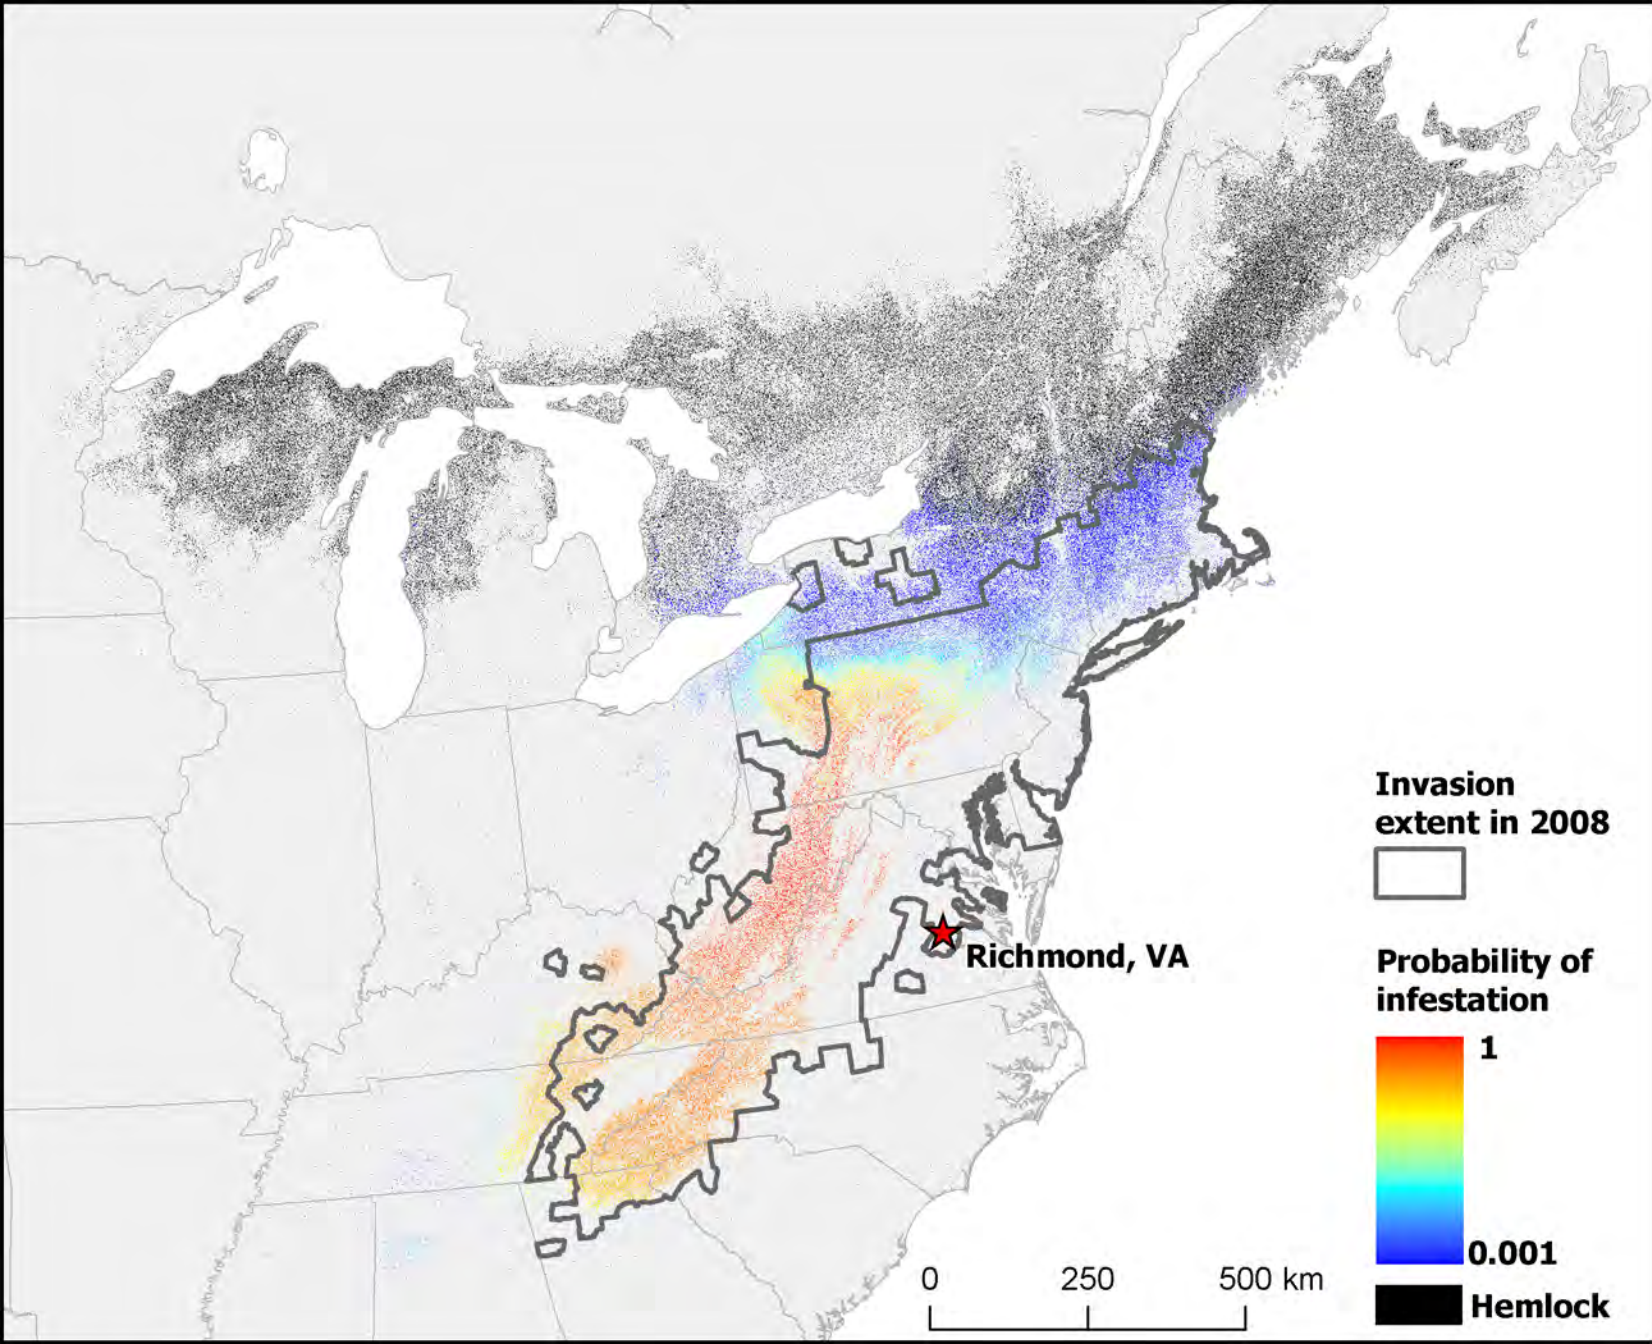 Richmond, VA
Invasion
extent in 2008
Probability of
infestation
1
0.001
Hemlock
0 250 500 km